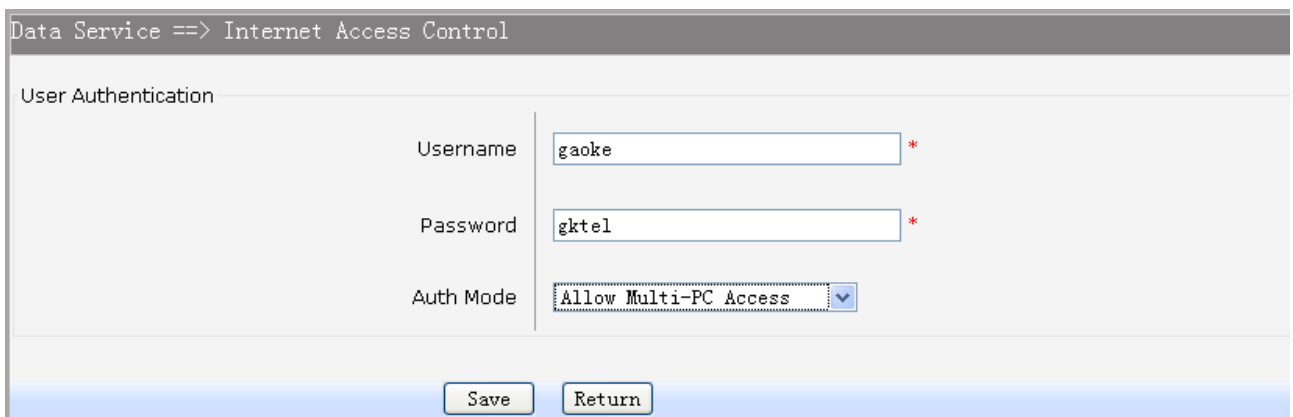 Data Service ==> Internet Access Control
User Authentication
Username gaoke *
Password gktel *
Auth Mode Allow Multi-PC Access
Save Return